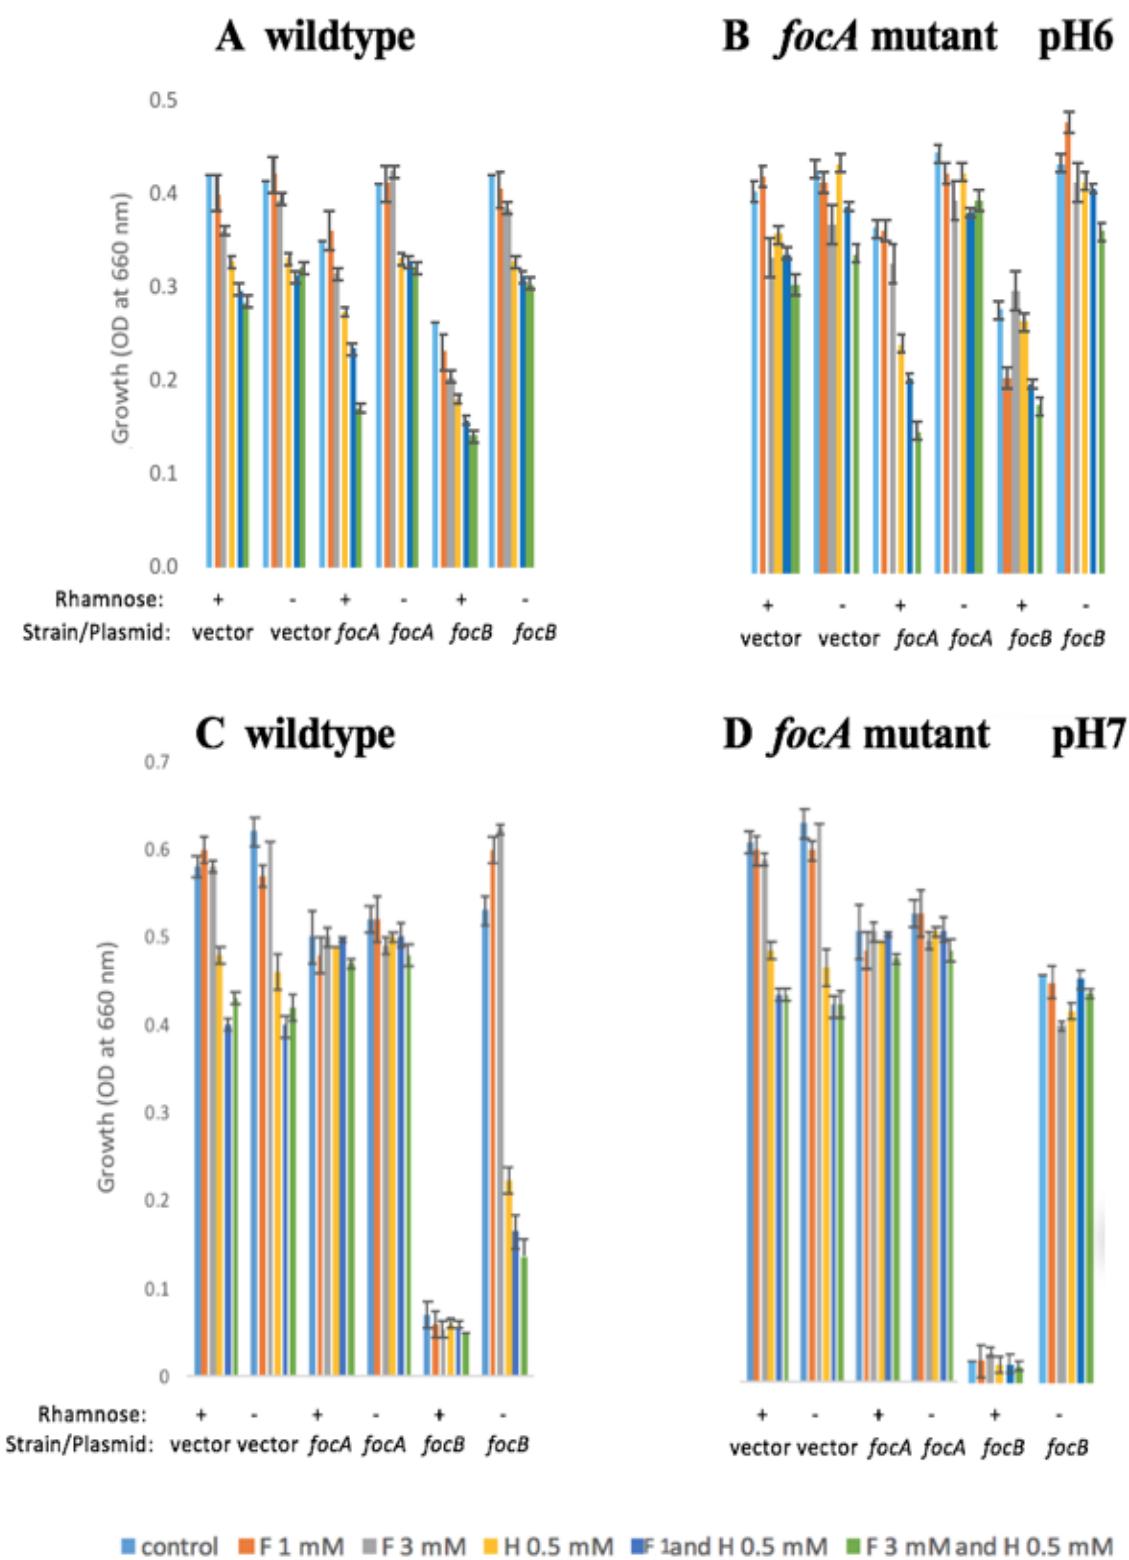 A wildtype
B focA mutant pH6
0.5
0.4
0.3
0.2
0.1
0.0
Growth (OD at 660 nm)
Rhamnose: + - + - + -
Strain/Plasmid: vector vector focA focA focB focB
+ - + - + -
vector vector focA focA focB focB
C wildtype
D focA mutant pH7
0.7
0.6
0.5
0.4
0.3
0.2
0.1
0
Growth (OD at 660 nm)
Rhamnose: + - + - + -
Strain/Plasmid: vector vector focA focA focB focB
+ - + - + -
vector vector focA focA focB focB
control F 1 mM F 3 mM H 0.5 mM F 1and H 0.5 mM F 3 mM and H 0.5 mM